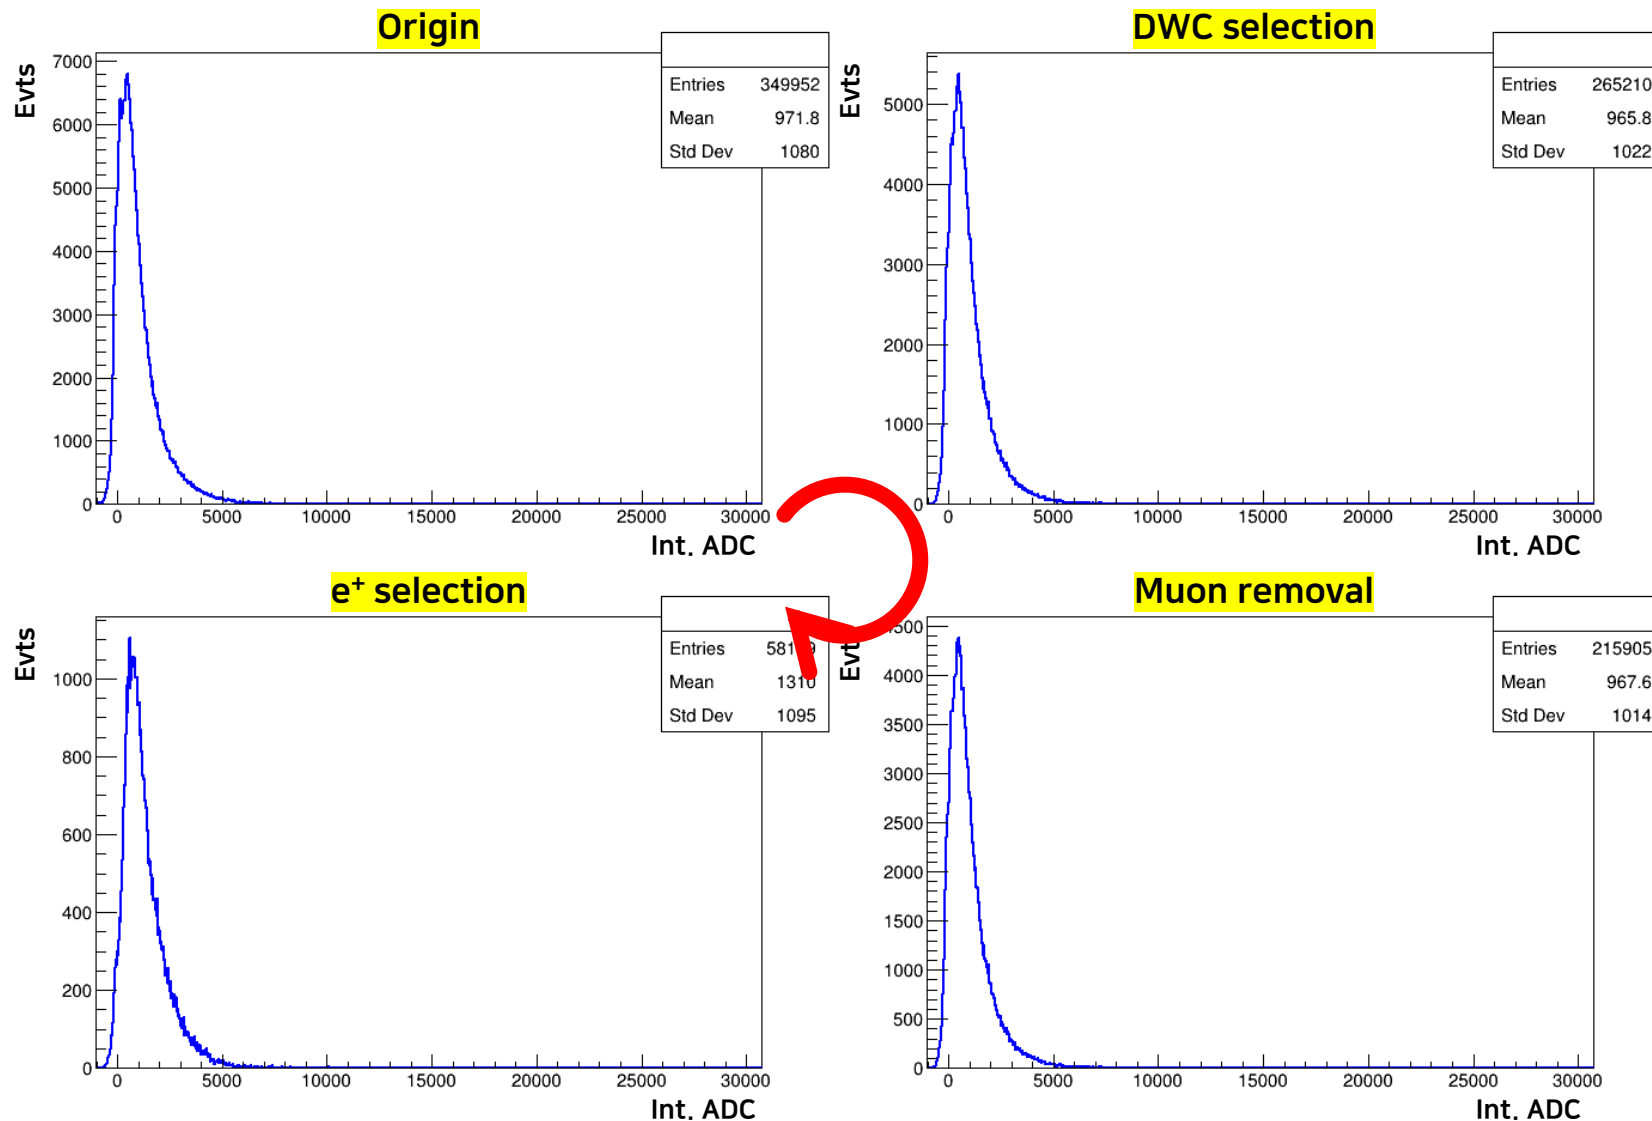 Origin
Evts
7000
6000
5000
4000
3000
2000
1000
0
0 5000 10000 15000 20000 25000 30000
Int. ADC
Entries 349952
Mean 971.8
Std Dev 1080
DWC selection
Evts
5000
4000
3000
2000
1000
0
0 5000 10000 15000 20000 25000 30000
Int. ADC
Entries 265210
Mean 965.8
Std Dev 1022
e⁺ selection
Evts
1000
800
600
400
200
0
0 5000 10000 15000 20000 25000 30000
Int. ADC
Entries
Mean 1310
Std Dev 1095
Muon removal
Evts
4000
3500
3000
2500
2000
1500
1000
500
0
0 5000 10000 15000 20000 25000 30000
Int. ADC
Entries 215905
Mean 967.6
Std Dev 1014